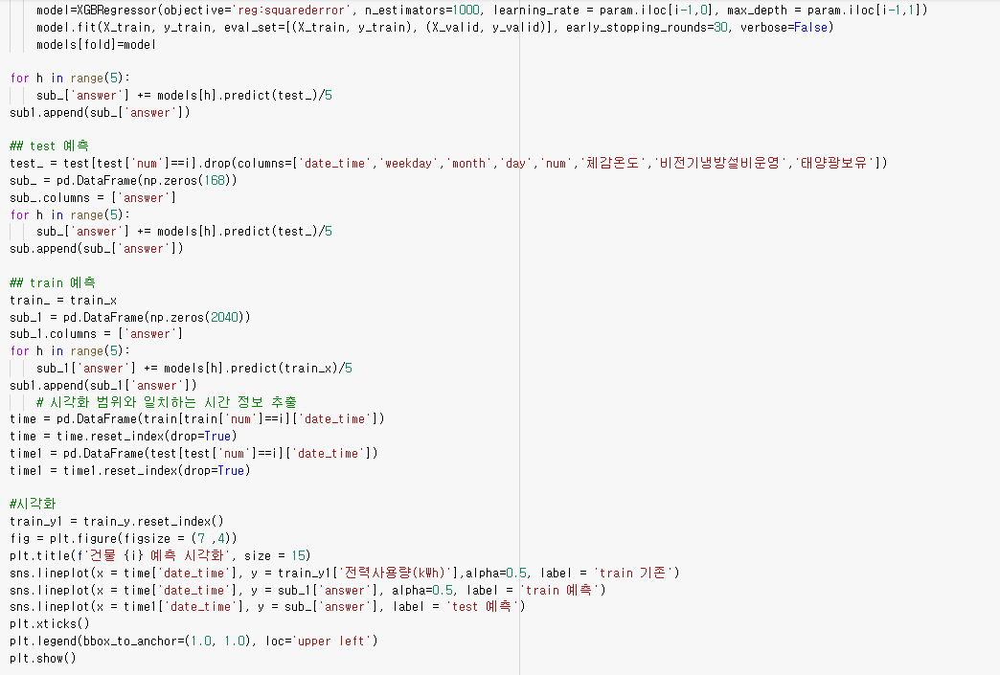 model=XGBRegressor(objective='reg:squarederror', n_estimators=1000, learning_rate = param.iloc[i-1,0], max_depth = param.iloc[i-1,1])
model.fit(X_train, y_train, eval_set=[(X_train, y_train), (X_valid, y_valid)], early_stopping_rounds=30, verbose=False)
models[fold]=model
for h in range(5):
sub_['answer'] += models[h].predict(test_)/5
sub1.append(sub_['answer'])
## test 예측
test_ = test[test['num']==i].drop(columns=['date_time','weekday','month','day','num','체감온도','비전기냉방설비운영','태양광보유'])
sub_ = pd.DataFrame(np.zeros(168))
sub_.columns = ['answer']
for h in range(5):
sub_['answer'] += models[h].predict(test_)/5
sub.append(sub_['answer'])
## train 예측
train_ = train_x
sub_1 = pd.DataFrame(np.zeros(2040))
sub_1.columns = ['answer']
for h in range(5):
sub_1['answer'] += models[h].predict(train_x)/5
sub1.append(sub_1['answer'])
# 시각화 범위와 일치하는 시간 정보 추출
time = pd.DataFrame(train[train['num']==i]['date_time'])
time = time.reset_index(drop=True)
time1 = pd.DataFrame(test[test['num']==i]['date_time'])
time1 = time1.reset_index(drop=True)
#시각화
train_y1 = train_y.reset_index()
fig = plt.figure(figsize = (7 ,4))
plt.title(f'건물 {i} 예측 시각화', size = 15)
sns.lineplot(x = time['date_time'], y = train_y1['전력사용량(kWh)'],alpha=0.5, label = 'train 기존')
sns.lineplot(x = time['date_time'], y = sub_1['answer'], alpha=0.5, label = 'train 예측')
sns.lineplot(x = time1['date_time'], y = sub_['answer'], label = 'test 예측')
plt.xticks()
plt.legend(bbox_to_anchor=(1.0, 1.0), loc='upper left')
plt.show()